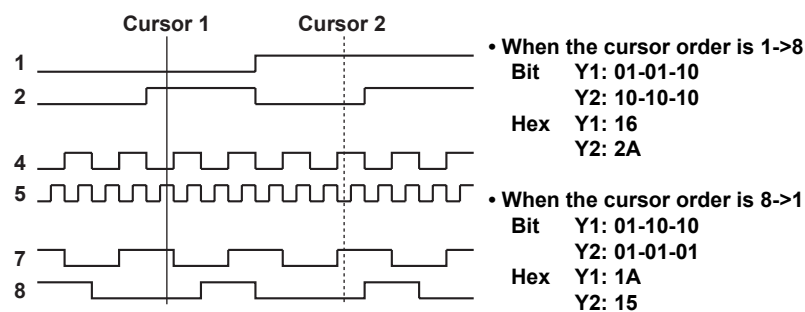 Cursor 1
Cursor 2
1
2
4
5
7
8
• When the cursor order is 1->8
Bit Y1: 01-01-10
Y2: 10-10-10
Hex Y1: 16
Y2: 2A
• When the cursor order is 8->1
Bit Y1: 01-10-10
Y2: 01-01-01
Hex Y1: 1A
Y2: 15